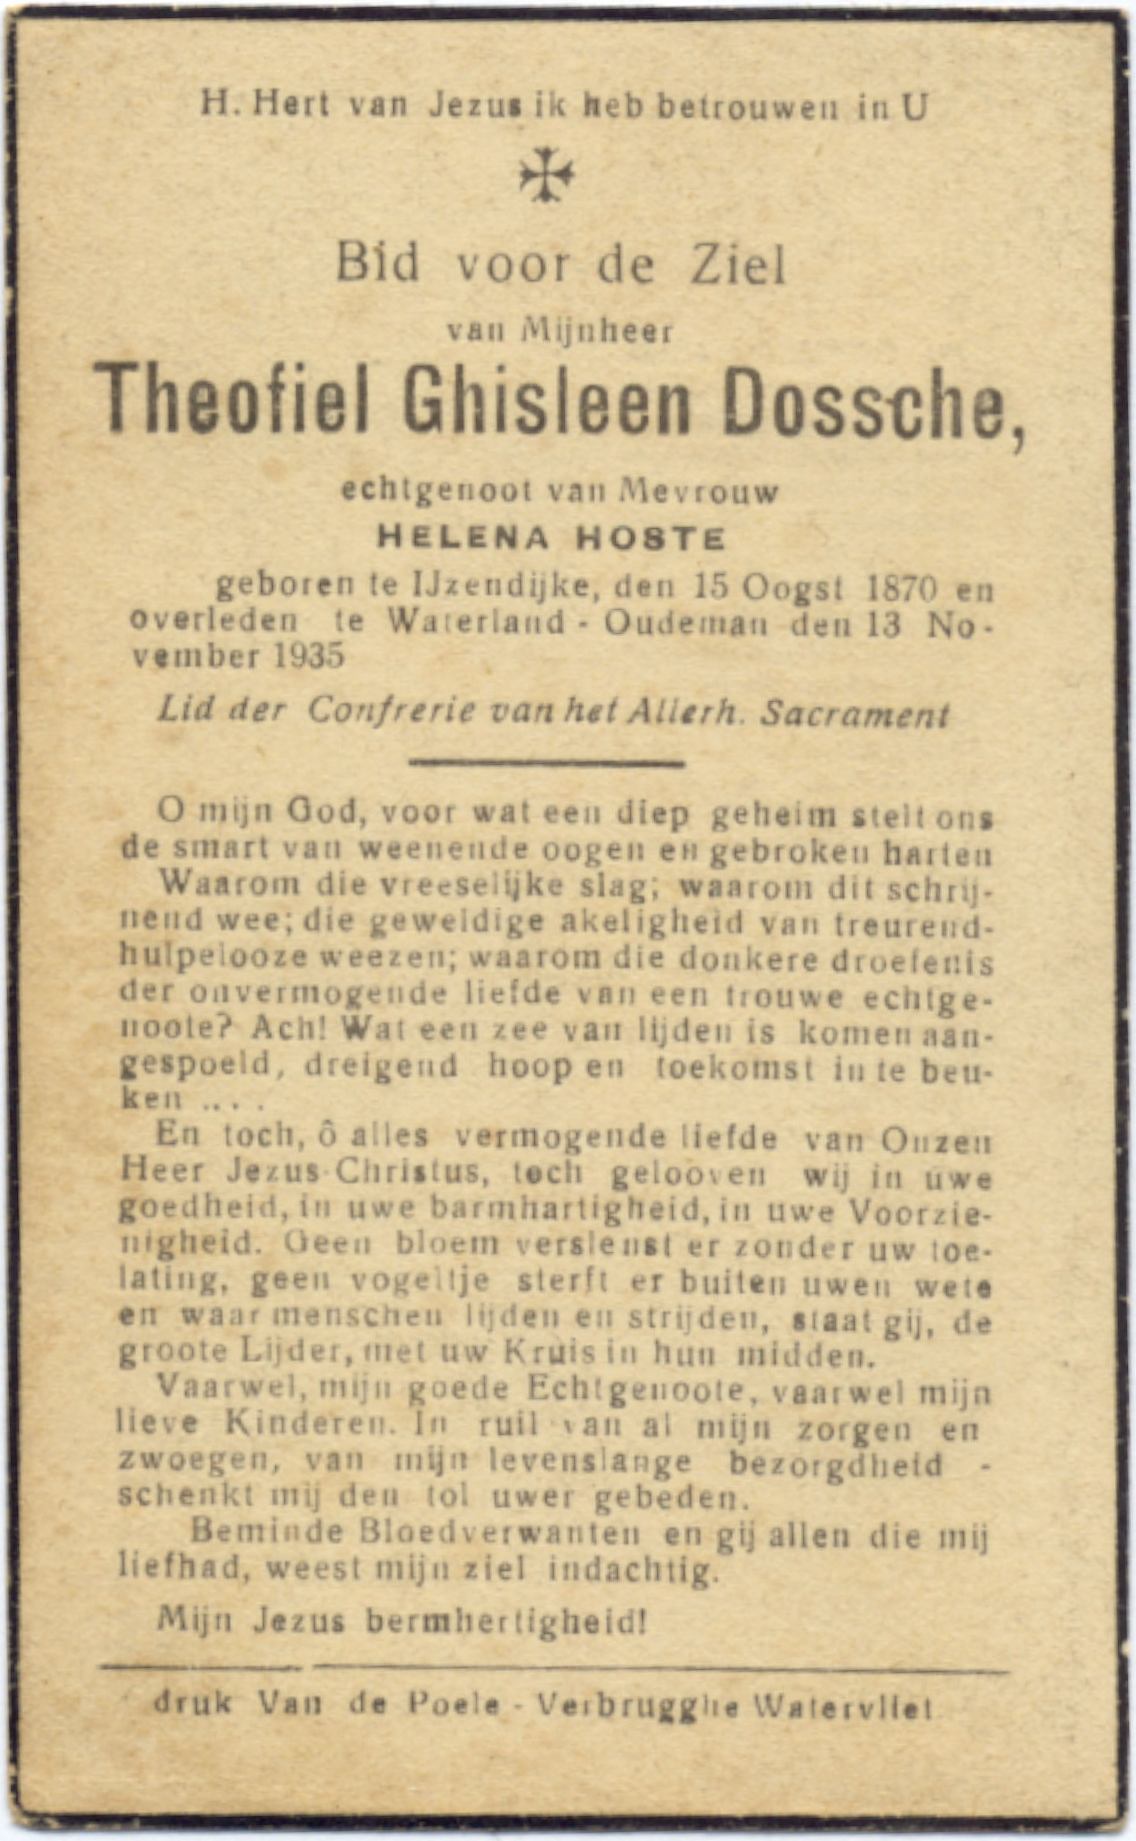 H. Hert van Jezus ik heb betrouwen in U
Bid voor de Ziel
van Mijnheer
Theofiel Ghisleen Dossche,
echtgenoot van Mevrouw
HELENA HOSTE
geboren te IJzendijke, den 15 Oogst 1870 en
overleden te Waterland - Oudeman den 13 No-
vember 1935
Lid der Confrerie van het Allerh. Sacrament
O mijn God, voor wat een diep geheim stelt ons
de smart van weenende oogen en gebroken harten
Waarom die vreeselijke slag; waarom dit schrij-
nend wee; die geweldige akeligheid van treurend-
hulpelooze weezen; waarom die donkere droefenis
der onvermogende liefde van een trouwe echtge-
noote? Ach! Wat een zee van lijden is komen aan-
gespoeld, dreigend hoop en toekomst in te beu-
ken ....
En toch, ô alles vermogende liefde van Onzen
Heer Jezus Christus, toch gelooven wij in uwe
goedheid, in uwe barmhartigheid, in uwe Voorzie-
nigheid. Geen bloem verslenst er zonder uw toe-
lating, geen vogeltje sterft er buiten uwen wete
en waar menschen lijden en strijden, staat gij, de
groote Lijder, met uw Kruis in hun midden.
Vaarwel, mijn goede Echtgenoote, vaarwel mijn
lieve Kinderen. In ruil van al mijn zorgen en
zwoegen, van mijn levenslange bezorgdheid -
schenkt mij den tol uwer gebeden.
Beminde Bloedverwanten en gij allen die mij
liefhad, weest mijn ziel indachtig.
Mijn Jezus bermhertigheid!
druk Van de Poele - Verbrugghe Watervliet